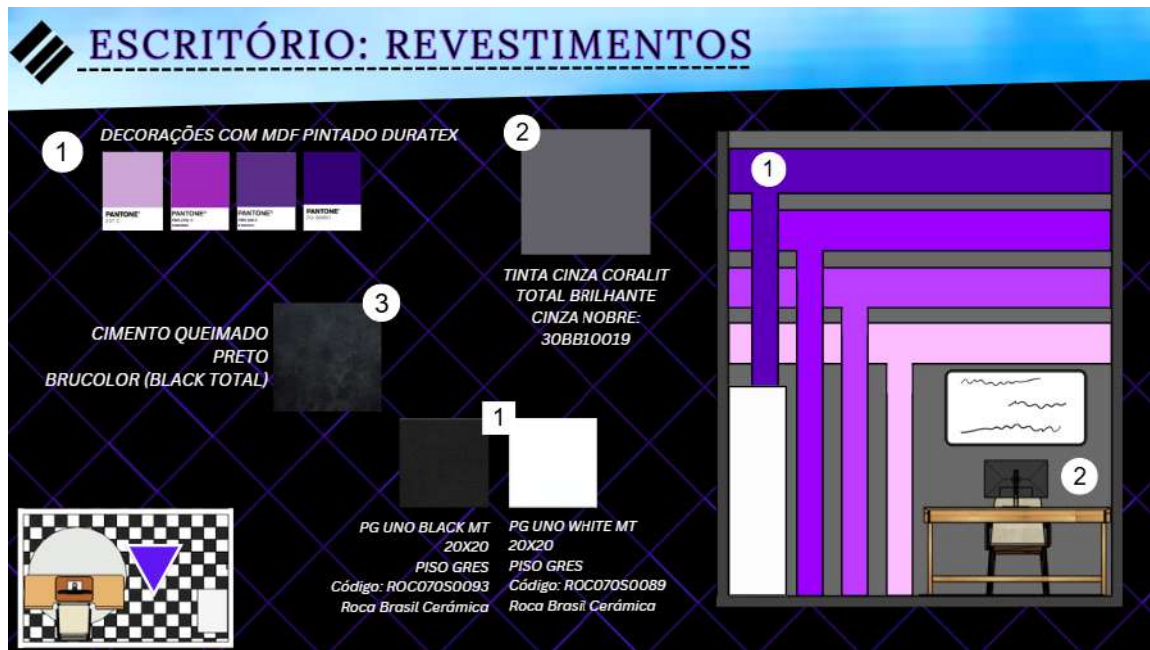 ESCRITÓRIO: REVESTIMENTOS
1
DECORAÇÕES COM MDF PINTADO DURATEX
PANTONE®
PANTONE®
PANTONE®
PANTONE®
2
TINTA CINZA CORALIT
TOTAL BRILHANTE
CINZA NOBRE:
30BB10019
3
CIMENTO QUEIMADO
PRETO
BRUCOLOR (BLACK TOTAL)
1
PG UNO BLACK MT
20X20
PISO GRES
Código: ROC070S0093
Roca Brasil Cerámica
PG UNO WHITE MT
20X20
PISO GRES
Código: ROC070S0089
Roca Brasil Cerámica
1
2